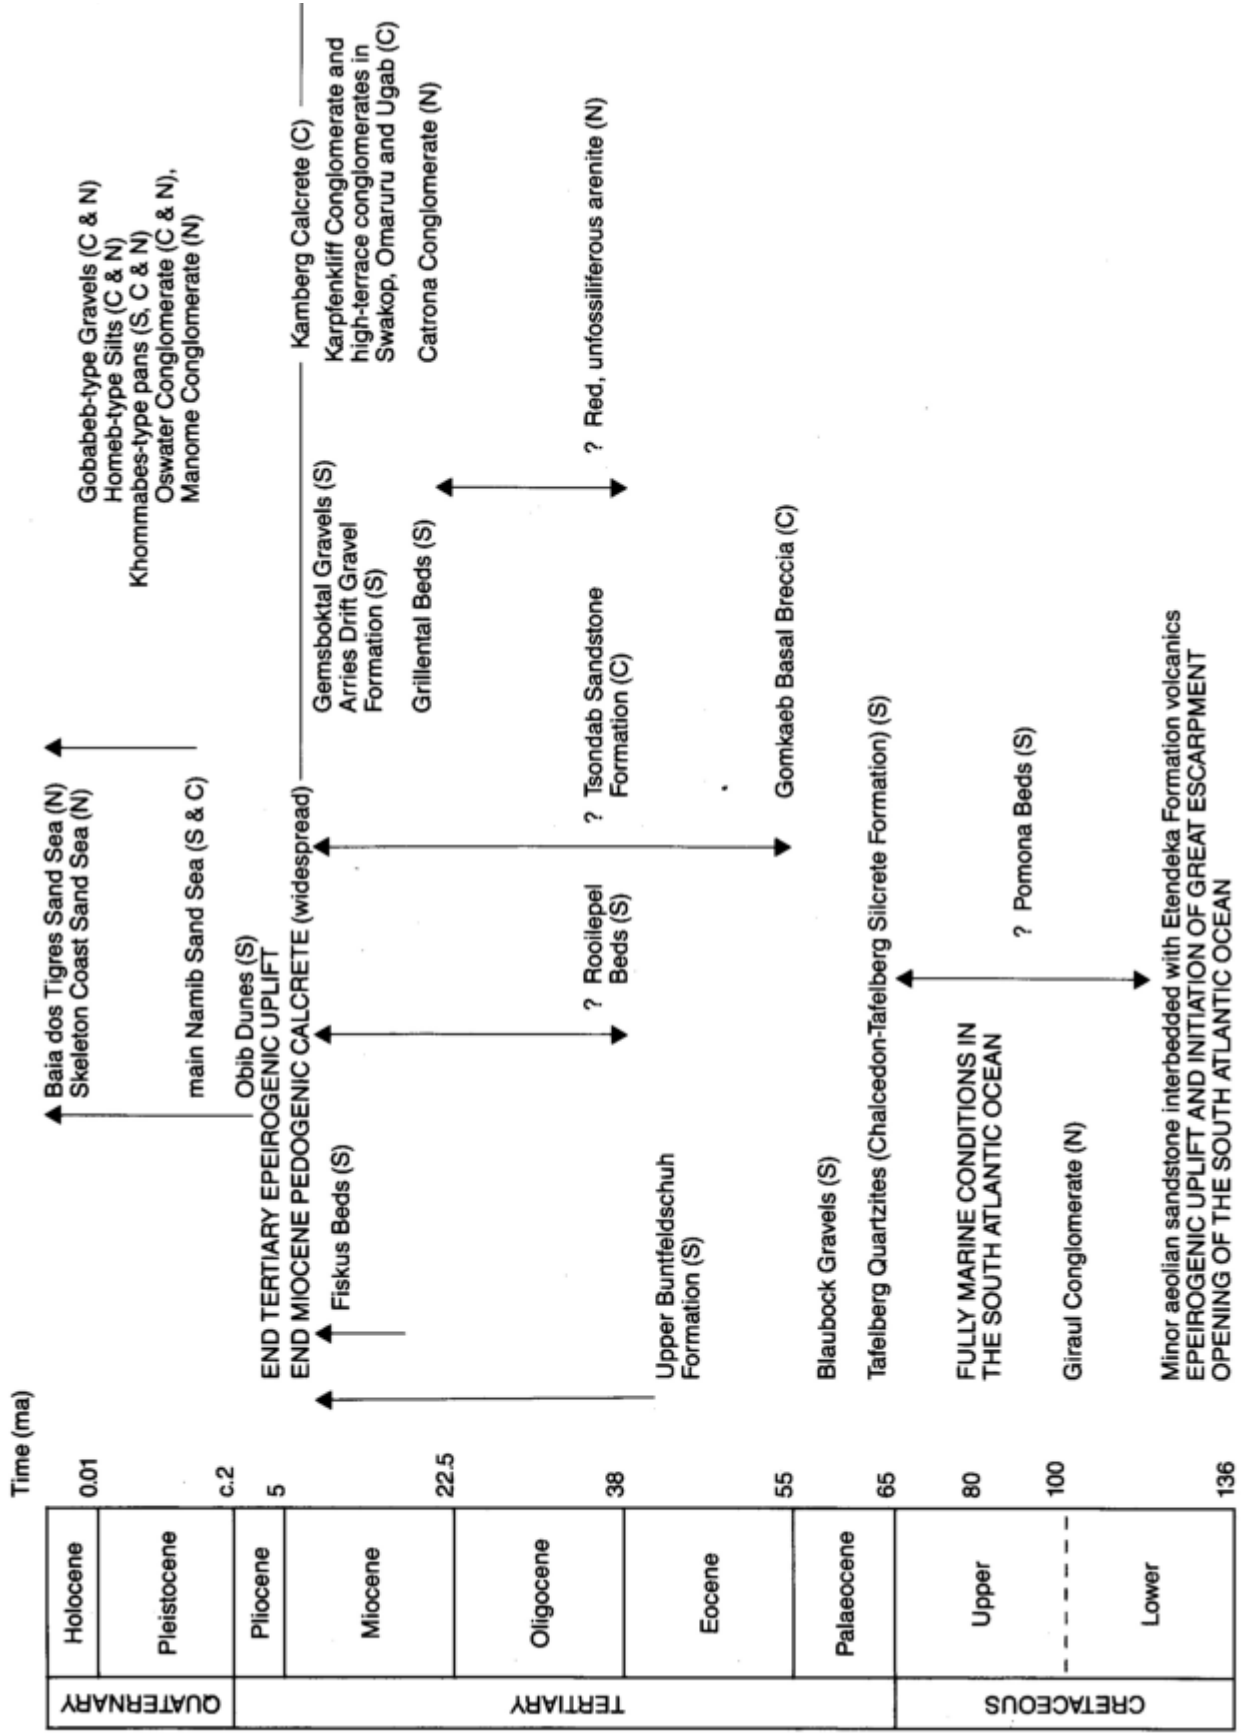 Time (ma)
QUATERNARY
TERTIARY
CRETACEOUS
Holocene
0.01
Pleistocene
c.2
Pliocene
5
Miocene
22.5
Oligocene
38
Eocene
55
Palaeocene
65
Upper
80
100
Lower
136
Baia dos Tigres Sand Sea (N)
Skeleton Coast Sand Sea (N)
main Namib Sand Sea (S & C)
Obib Dunes (S)
Gobabeb-type Gravels (C & N)
Homeb-type Silts (C & N)
Khommabes-type pans (S, C & N)
Oswater Conglomerate (C & N),
Manome Conglomerate (N)
END TERTIARY EPEIROGENIC UPLIFT
END MIOCENE PEDOGENIC CALCRETE (widespread)
Kamberg Calcrete (C)
Fiskus Beds (S)
Gemsboktal Gravels (S)
Arries Drift Gravel
Formation (S)
Grillental Beds (S)
Karpfenkliff Conglomerate and
high-terrace conglomerates in
Swakop, Omaruru and Ugab (C)
Catrona Conglomerate (N)
? Rooilepel
Beds (S)
? Tsondab Sandstone
Formation (C)
? Red, unfossiliferous arenite (N)
Upper Buntfeldschuh
Formation (S)
Gomkaeb Basal Breccia (C)
Blaubock Gravels (S)
Tafelberg Quartzites (Chalcedon-Tafelberg Silcrete Formation) (S)
FULLY MARINE CONDITIONS IN
THE SOUTH ATLANTIC OCEAN
? Pomona Beds (S)
Giraul Conglomerate (N)
Minor aeolian sandstone interbedded with Etendeka Formation volcanics
EPEIROGENIC UPLIFT AND INITIATION OF GREAT ESCARPMENT
OPENING OF THE SOUTH ATLANTIC OCEAN